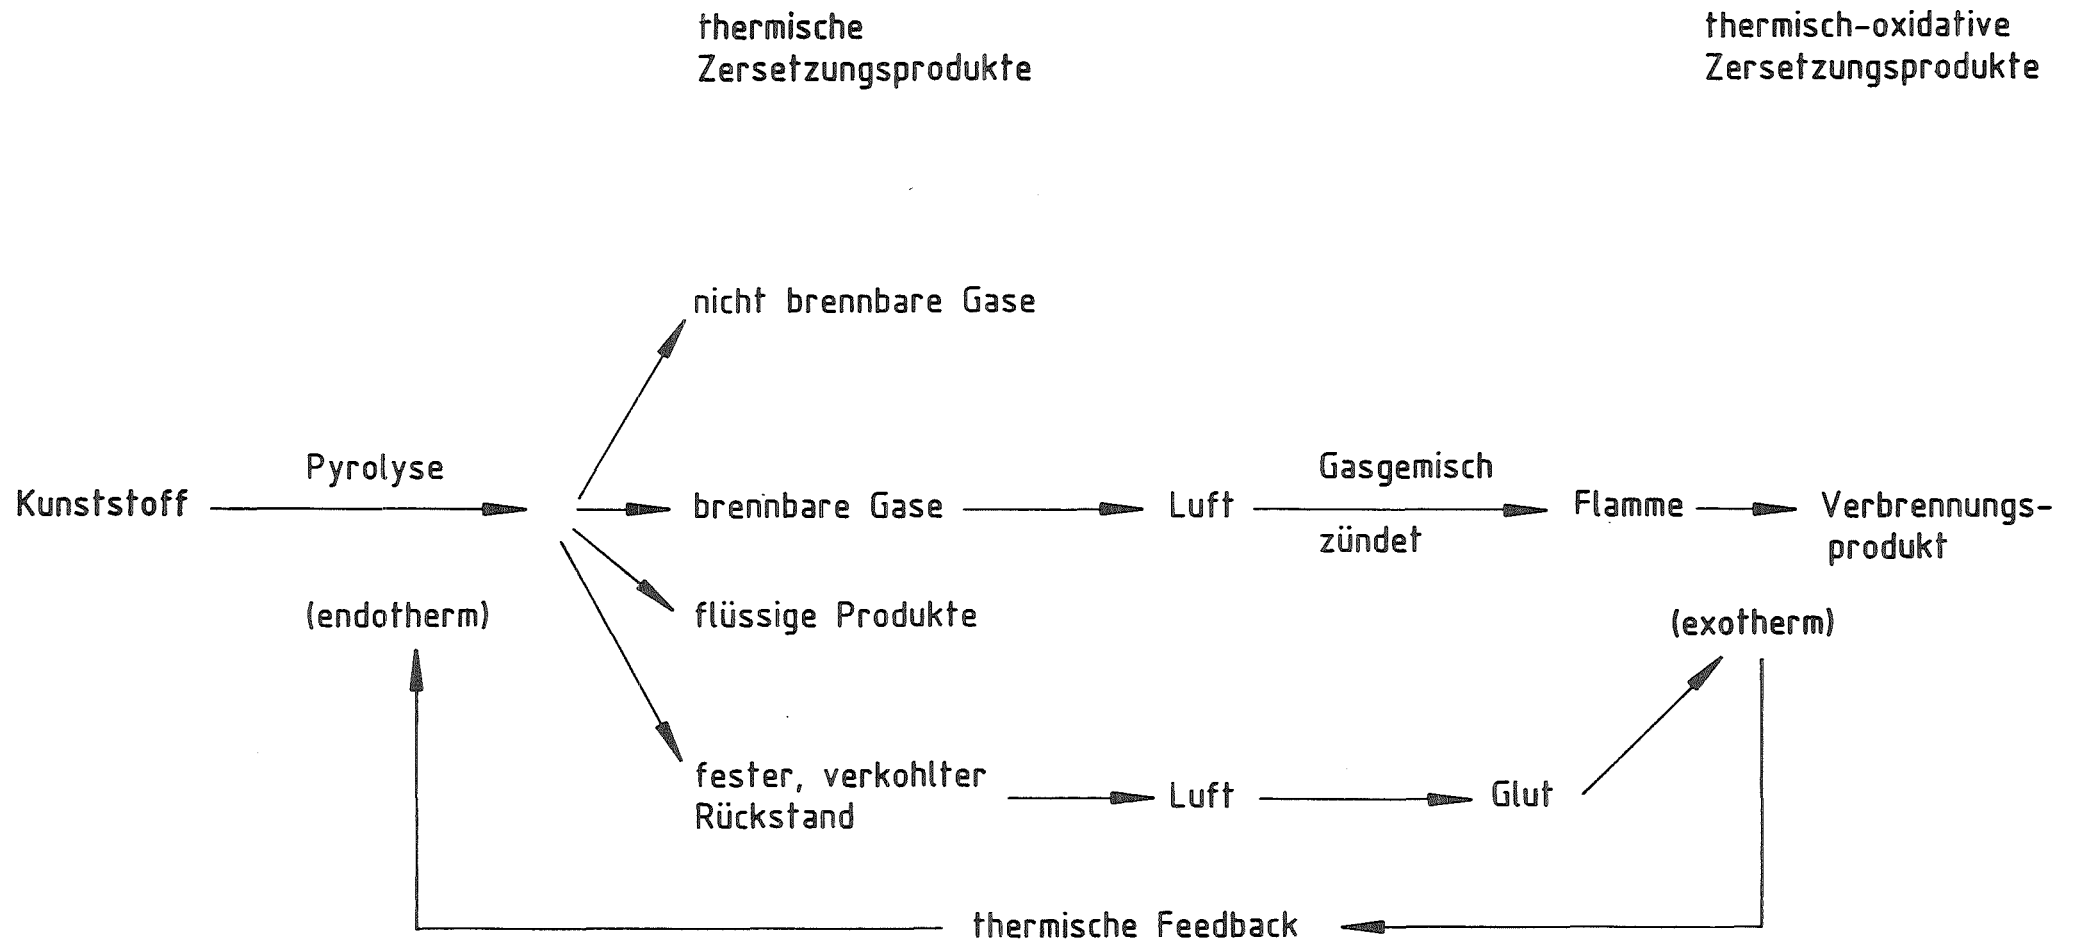 thermische
Zersetzungsprodukte
thermisch-oxidative
Zersetzungsprodukte
nicht brennbare Gase
Pyrolyse
Gasgemisch
Kunststoff
brennbare Gase
Luft
zündet
Flamme
Verbrennungs-
produkt
(endotherm)
flüssige Produkte
(exotherm)
fester, verkohlter
Rückstand
Luft
Glut
thermische Feedback